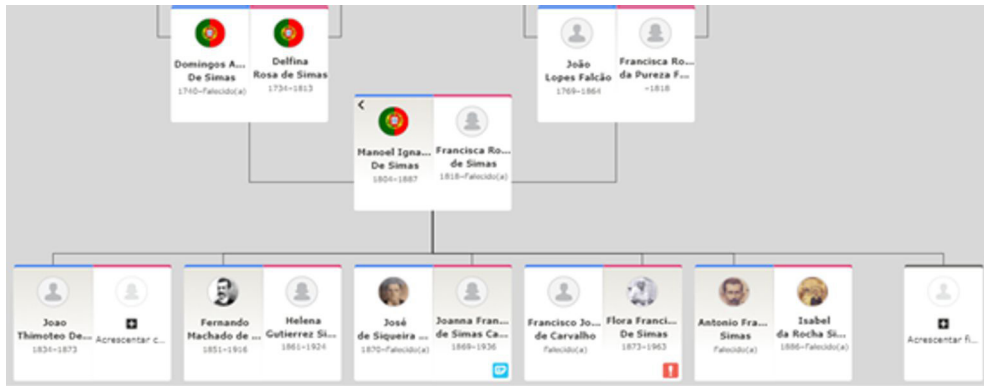 Domingos A...
De Simas
1740–Falecido(a)
Delfina
Rosa de Simas
1734–1813
João
Lopes Falcão
1769–1864
Francisca Ro...
da Pureza F...
–1818
Manoel Igna...
De Simas
1804–1887
Francisca Ro...
de Simas
1818–Falecido(a)
Joao
Thimoteo De...
1834–1873
Acrescentar c...
Fernando
Machado de ...
1851–1916
Helena
Gutierrez Si...
1861–1924
José
de Siqueira ...
1870–Falecido(a)
Joanna Fran...
de Simas Ca...
1869–1936
Francisco Jo...
de Carvalho
Falecido(a)
Flora Franci...
De Simas
1873–1963
Antonio Fra...
Simas
Falecido(a)
Isabel
da Rocha Si...
1886–Falecido(a)
Acrescentar fi...